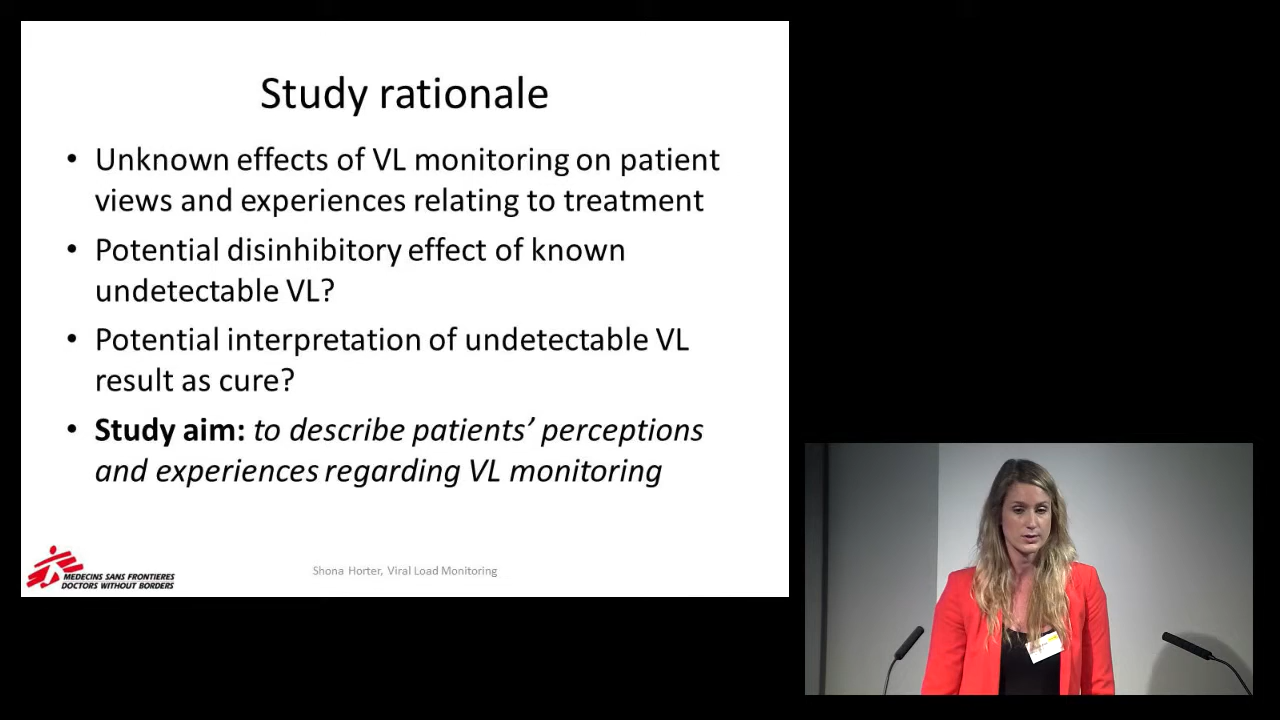 Study rationale
• Unknown effects of VL monitoring on patient
views and experiences relating to treatment
• Potential disinhibitory effect of known
undetectable VL?
• Potential interpretation of undetectable VL
result as cure?
• Study aim: to describe patients’ perceptions
and experiences regarding VL monitoring
MEDECINS SANS FRONTIERES
DOCTORS WITHOUT BORDERS
Shona Horter, Viral Load Monitoring